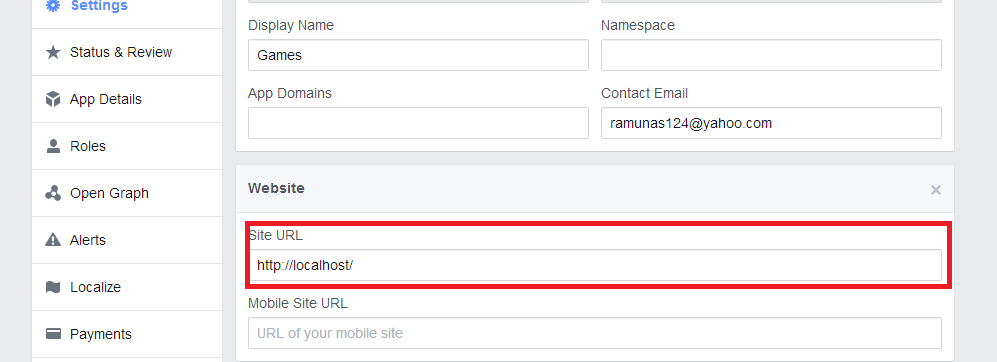 Settings
Status & Review
App Details
Roles
Open Graph
Alerts
Localize
Payments
Display Name
Namespace
Games
App Domains
Contact Email
ramunas124@yahoo.com
Website
×
Site URL
http://localhost/
Mobile Site URL
URL of your mobile site